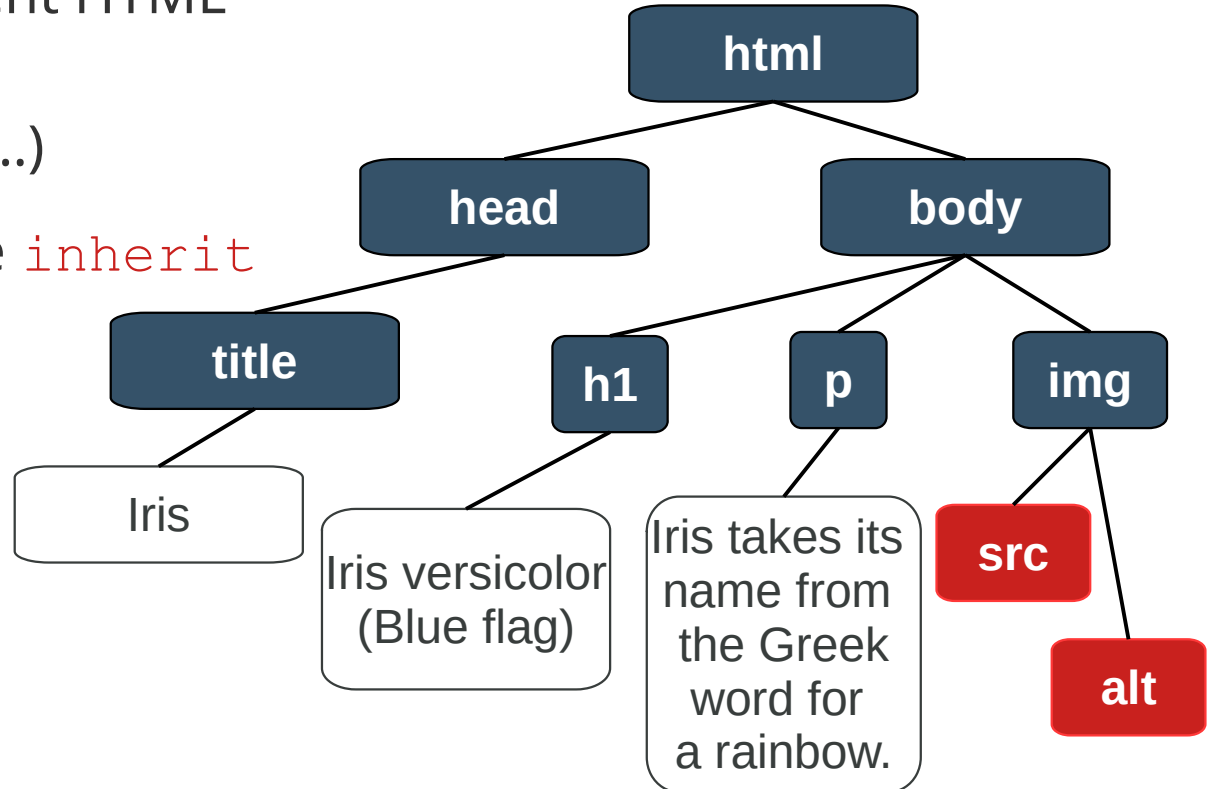 HTML
html
...)
head
body
inherit
title
h1
p
img
Iris
Iris versicolor
(Blue flag)
Iris takes its
name from
the Greek
word for
a rainbow.
src
alt